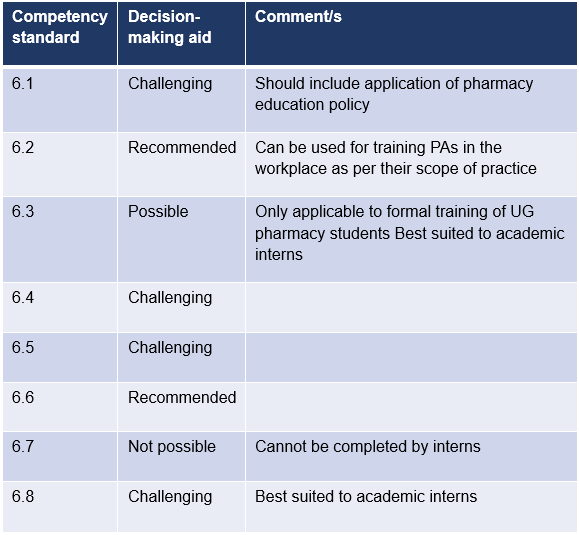 Competency standard Decision-making aid Comment/s
6.1 Challenging Should include application of pharmacy
education policy
6.2 Recommended Can be used for training PAs in the
workplace as per their scope of practice
6.3 Possible Only applicable to formal training of UG
pharmacy students Best suited to academic
interns
6.4 Challenging
6.5 Challenging
6.6 Recommended
6.7 Not possible Cannot be completed by interns
6.8 Challenging Best suited to academic interns